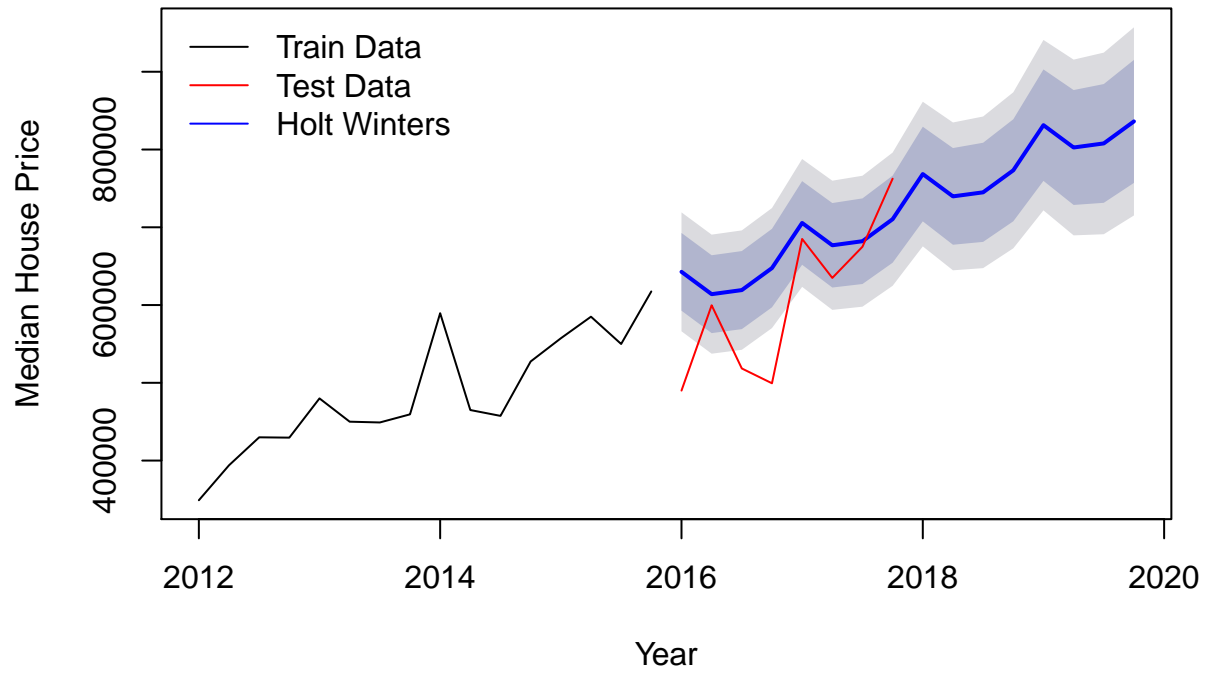 Train Data
Test Data
Holt Winters
Median House Price
800000
600000
400000
2012 2014 2016 2018 2020
Year